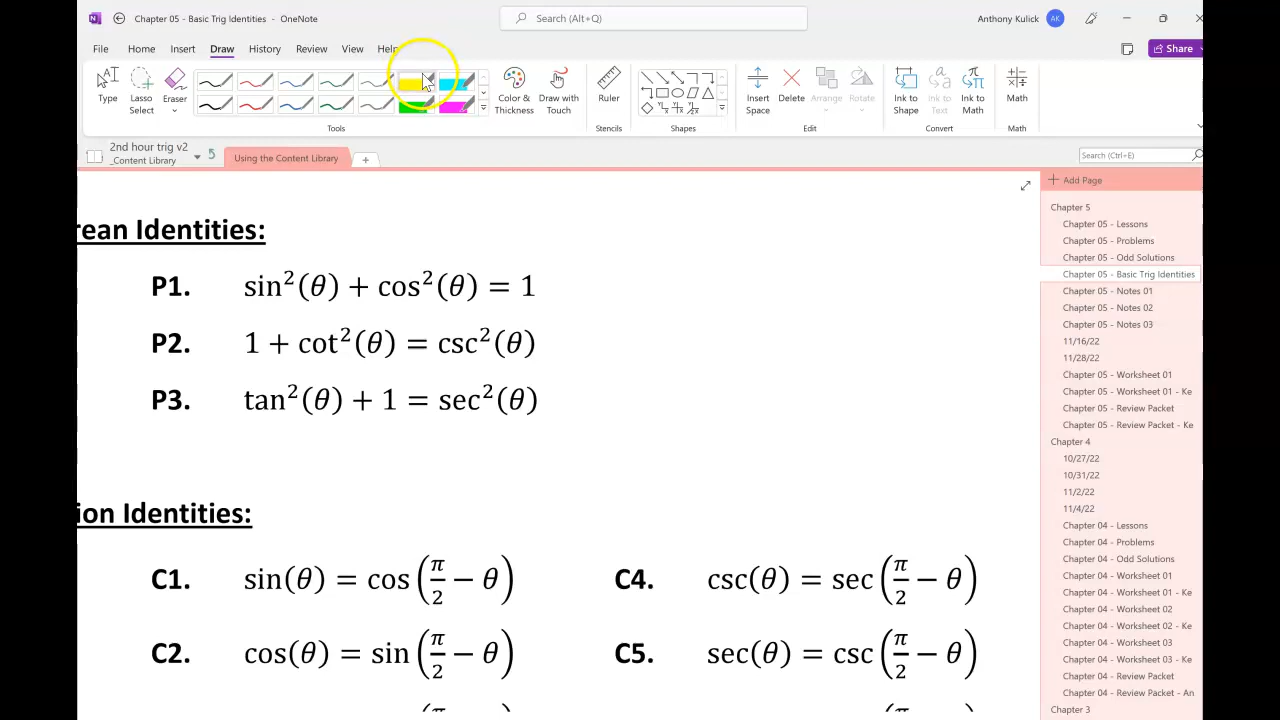 Chapter 05 - Basic Trig Identities - OneNote
Search (Alt+Q)
Anthony Kulick
AK
File Home Insert Draw History Review View Help
Share
Type
Lasso Select
Eraser
Color & Thickness
Draw with Touch
Ruler
Insert Space
Delete
Arrange
Rotate
Ink to Shape
Ink to Text
Ink to Math
Math
Tools Stencils Shapes Edit Convert Math
2nd hour trig v2
_Content Library
Using the Content Library
Search (Ctrl+E)
rean Identities:
P1. sin²(θ) + cos²(θ) = 1
P2. 1 + cot²(θ) = csc²(θ)
P3. tan²(θ) + 1 = sec²(θ)
ion Identities:
C1. sin(θ) = cos(π/2 − θ)
C4. csc(θ) = sec(π/2 − θ)
C2. cos(θ) = sin(π/2 − θ)
C5. sec(θ) = csc(π/2 − θ)
Add Page
Chapter 5
Chapter 05 - Lessons
Chapter 05 - Problems
Chapter 05 - Odd Solutions
Chapter 05 - Basic Trig Identities
Chapter 05 - Notes 01
Chapter 05 - Notes 02
Chapter 05 - Notes 03
11/16/22
11/28/22
Chapter 05 - Worksheet 01
Chapter 05 - Worksheet 01 - Ke
Chapter 05 - Review Packet
Chapter 05 - Review Packet - Ke
Chapter 4
10/27/22
10/31/22
11/2/22
11/4/22
Chapter 04 - Lessons
Chapter 04 - Problems
Chapter 04 - Odd Solutions
Chapter 04 - Worksheet 01
Chapter 04 - Worksheet 01 - Ke
Chapter 04 - Worksheet 02
Chapter 04 - Worksheet 02 - Ke
Chapter 04 - Worksheet 03
Chapter 04 - Worksheet 03 - Ke
Chapter 04 - Review Packet
Chapter 04 - Review Packet - An
Chapter 3